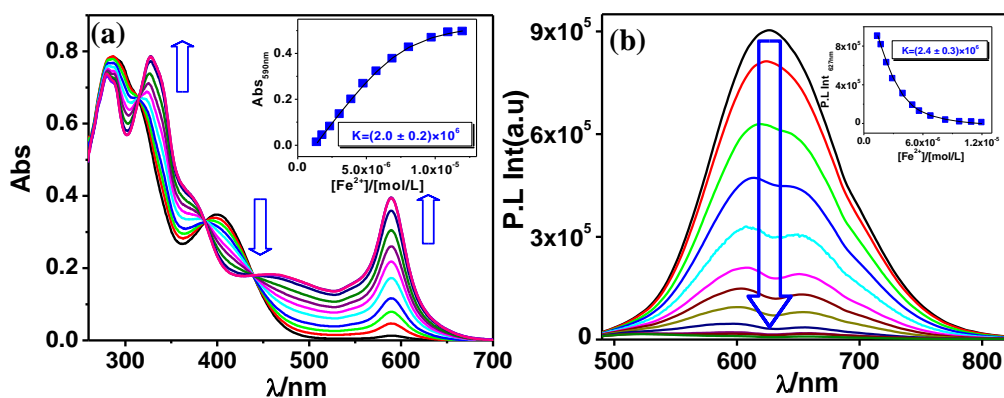 (a)
Abs
0.8
0.6
0.4
0.2
0.0
300 400 500 600 700
λ/nm
Abs590nm
0.4
0.2
0.0
5.0x10⁻⁶ 1.0x10⁻⁵
[Fe²⁺]/[mol/L]
K=(2.0 ± 0.2)×10⁶
(b)
P.L Int(a.u)
9x10⁵
6x10⁵
3x10⁵
0
500 600 700 800
λ/nm
P.L Int 627nm
8x10⁵
4x10⁵
0
0.0 6.0x10⁻⁶ 1.2x10⁻⁵
[Fe²⁺]/[mol/L]
K=(2.4 ± 0.3)×10⁶